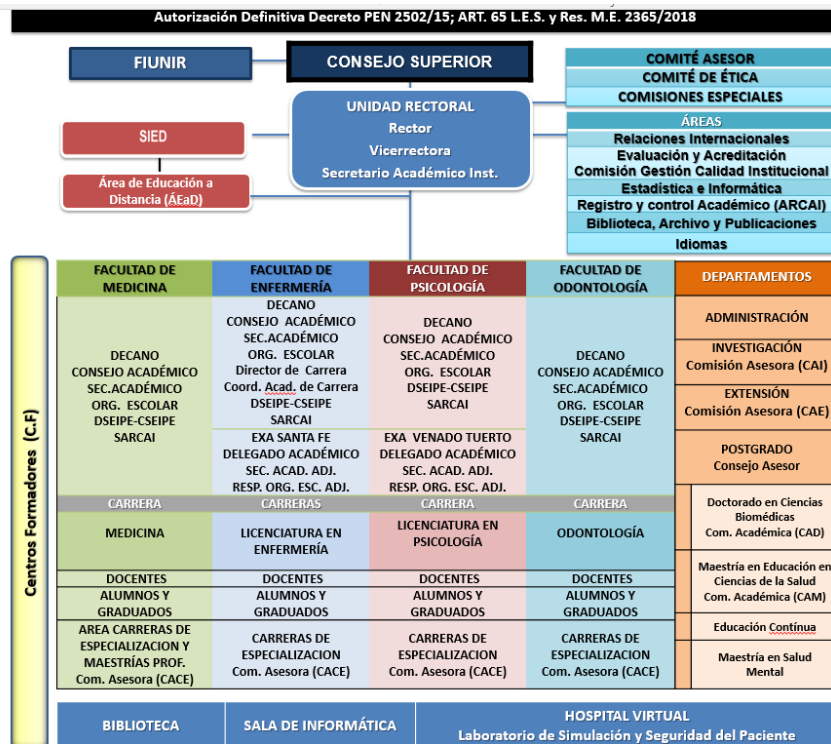 Autorización Definitiva Decreto PEN 2502/15; ART. 65 L.E.S. y Res. M.E. 2365/2018
FIUNIR
CONSEJO SUPERIOR
COMITÉ ASESOR
COMITÉ DE ÉTICA
COMISIONES ESPECIALES
UNIDAD RECTORAL
Rector
Vicerrectora
Secretario Académico Inst.
SIED
Área de Educación a
Distancia (ÁEaD)
ÁREAS
Relaciones Internacionales
Evaluación y Acreditación
Comisión Gestión Calidad Institucional
Estadística e Informática
Registro y control Académico (ARCAI)
Biblioteca, Archivo y Publicaciones
Idiomas
Centros Formadores (C.F)
FACULTAD DE
MEDICINA
DECANO
CONSEJO ACADÉMICO
SEC.ACADÉMICO
ORG. ESCOLAR
DSEIPE-CSEIPE
SARCAI
CARRERA
MEDICINA
DOCENTES
ALUMNOS Y
GRADUADOS
AREA CARRERAS DE
ESPECIALIZACION Y
MAESTRÍAS PROF.
Com. Asesora (CACE)
FACULTAD DE
ENFERMERÍA
DECANO
CONSEJO ACADÉMICO
SEC.ACADÉMICO
ORG. ESCOLAR
Director de Carrera
Coord. Acad. de Carrera
DSEIPE-CSEIPE
SARCAI
EXA SANTA FE
DELEGADO ACADÉMICO
SEC. ACAD. ADJ.
RESP. ORG. ESC. ADJ.
CARRERAS
LICENCIATURA EN
ENFERMERÍA
DOCENTES
ALUMNOS Y
GRADUADOS
CARRERAS DE
ESPECIALIZACION
Com. Asesora (CACE)
FACULTAD DE
PSICOLOGÍA
DECANO
CONSEJO ACADÉMICO
SEC.ACADÉMICO
ORG. ESCOLAR
DSEIPE-CSEIPE
SARCAI
EXA VENADO TUERTO
DELEGADO ACADÉMICO
SEC. ACAD. ADJ.
RESP. ORG. ESC. ADJ.
CARRERA
LICENCIATURA EN
PSICOLOGÍA
DOCENTES
ALUMNOS Y
GRADUADOS
CARRERAS DE
ESPECIALIZACION
Com. Asesora (CACE)
FACULTAD DE
ODONTOLOGÍA
DECANO
CONSEJO ACADÉMICO
SEC.ACADÉMICO
ORG. ESCOLAR
DSEIPE-CSEIPE
SARCAI
CARRERA
ODONTOLOGÍA
DOCENTES
ALUMNOS Y
GRADUADOS
CARRERAS DE
ESPECIALIZACION
Com. Asesora (CACE)
DEPARTAMENTOS
ADMINISTRACIÓN
INVESTIGACIÓN
Comisión Asesora (CAI)
EXTENSIÓN
Comisión Asesora (CAE)
POSTGRADO
Consejo Asesor
Doctorado en Ciencias
Biomédicas
Com. Académica (CAD)
Maestría en Educación en
Ciencias de la Salud
Com. Académica (CAM)
Educación Contínua
Maestría en Salud
Mental
BIBLIOTECA
SALA DE INFORMÁTICA
HOSPITAL VIRTUAL
Laboratorio de Simulación y Seguridad del Paciente